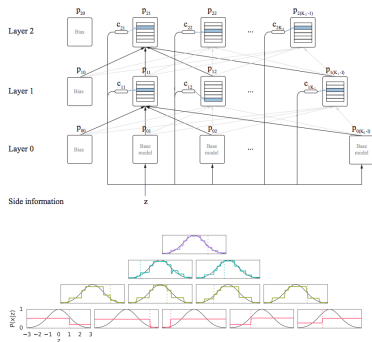 p20 p21 p22 p2(K2-1)
Layer 2 Bias c21 c22 ... c2K2
p10 p11 p12 p1(K1-1)
Layer 1 Bias c11 c12 ... c1K1
p00 p01 p02 p0(K0-1)
Layer 0 Bias Base model Base model ... Base model
Side information z
P(x|z)
1
0
−3 −2 −1 0 1 2 3
z